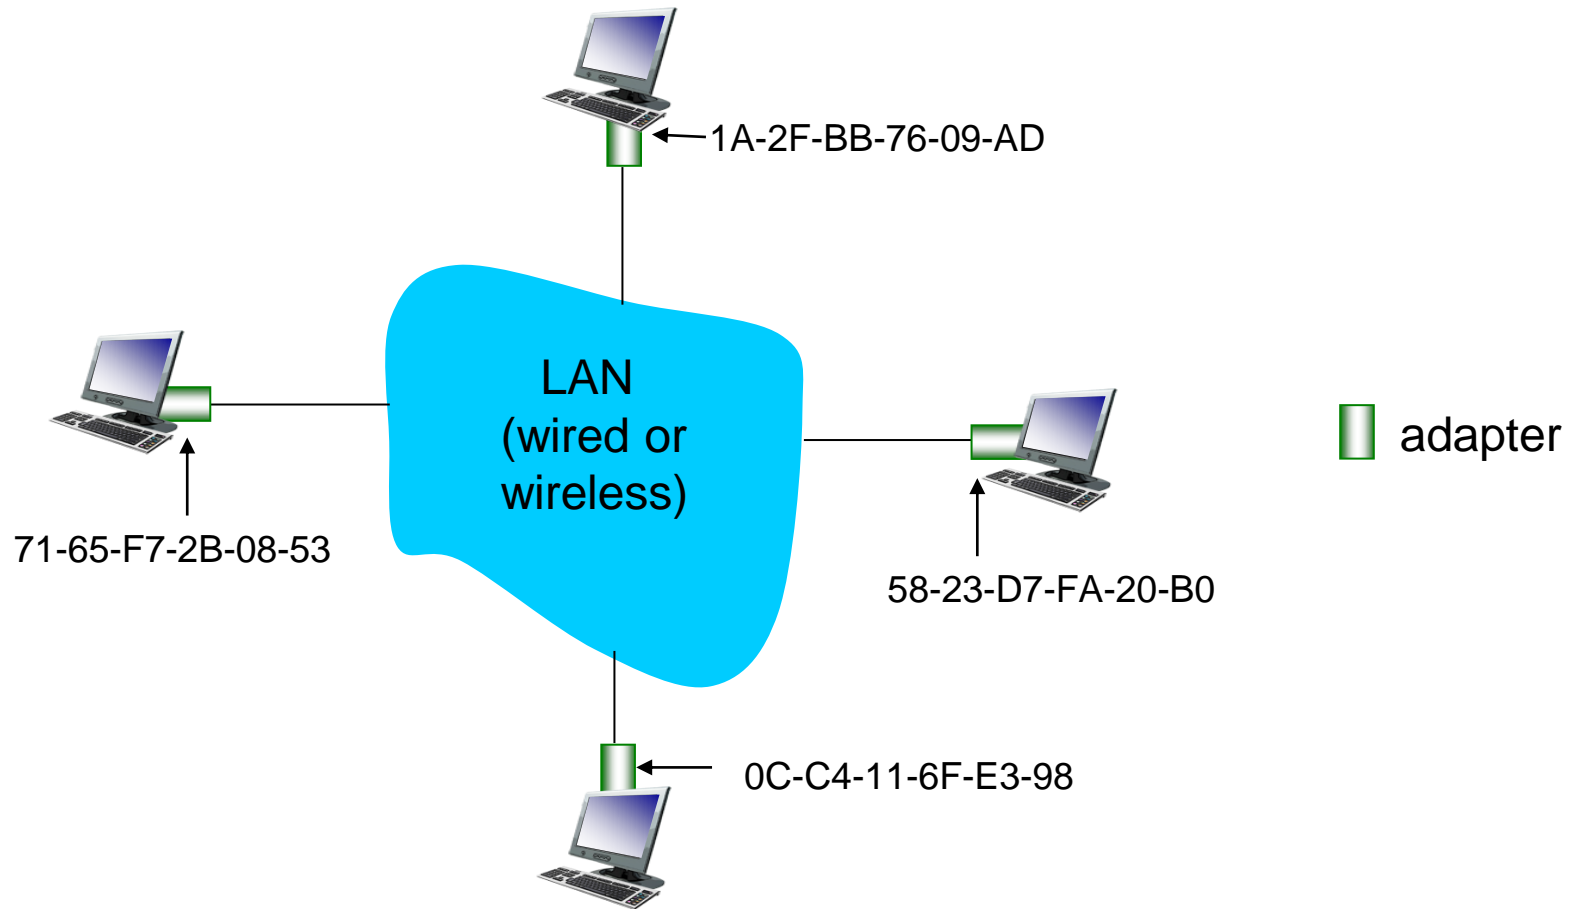 1A-2F-BB-76-09-AD
LAN
(wired or
wireless)
adapter
71-65-F7-2B-08-53
58-23-D7-FA-20-B0
0C-C4-11-6F-E3-98